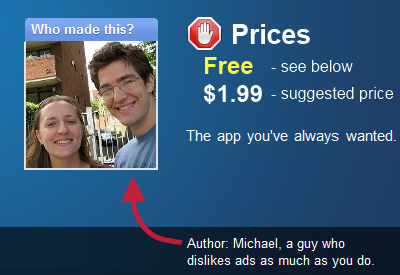 Who made this?
Prices
Free - see below
$1.99 - suggested price
The app you've always wanted.
Author: Michael, a guy who
dislikes ads as much as you do.